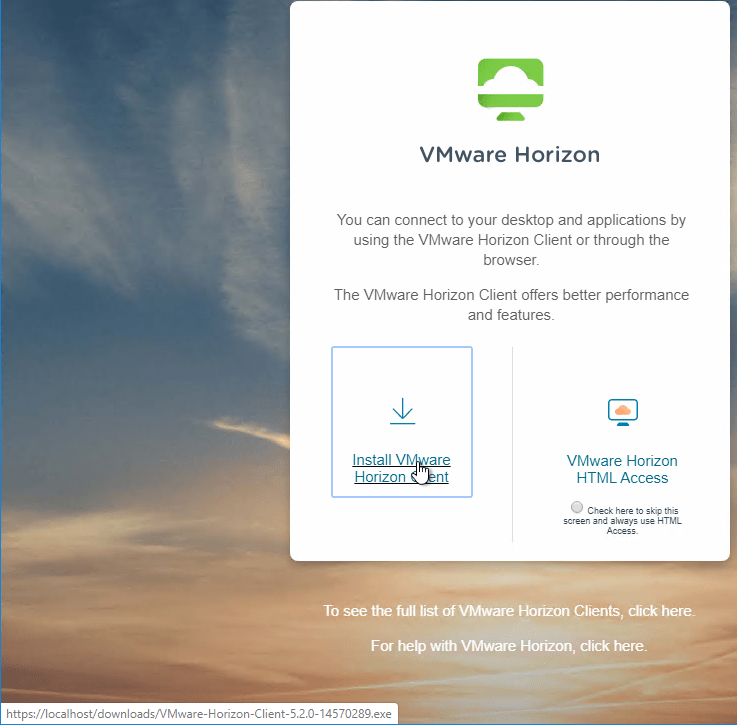 VMware Horizon
You can connect to your desktop and applications by
using the VMware Horizon Client or through the
browser.
The VMware Horizon Client offers better performance
and features.
Install VMware
Horizon Client
VMware Horizon
HTML Access
Check here to skip this
screen and always use HTML
Access.
To see the full list of VMware Horizon Clients, click here.
For help with VMware Horizon, click here.
https://localhost/downloads/VMware-Horizon-Client-5.2.0-14570289.exe